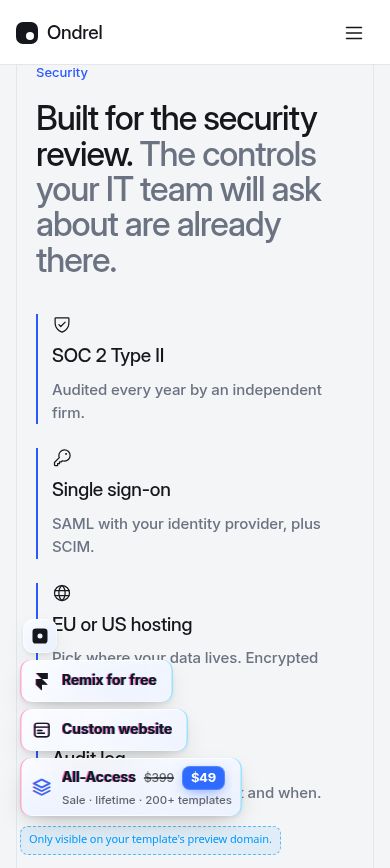 Ondrel
Security
Built for the security
review. The controls
your IT team will ask
about are already
there.
SOC 2 Type II
Audited every year by an independent
firm.
Single sign-on
SAML with your identity provider, plus
SCIM.
EU or US hosting
Pick where your data lives. Encrypted
Remix for free
Custom website
Audit log
All-Access $399 $49
and when.
Sale · lifetime · 200+ templates
Only visible on your template's preview domain.